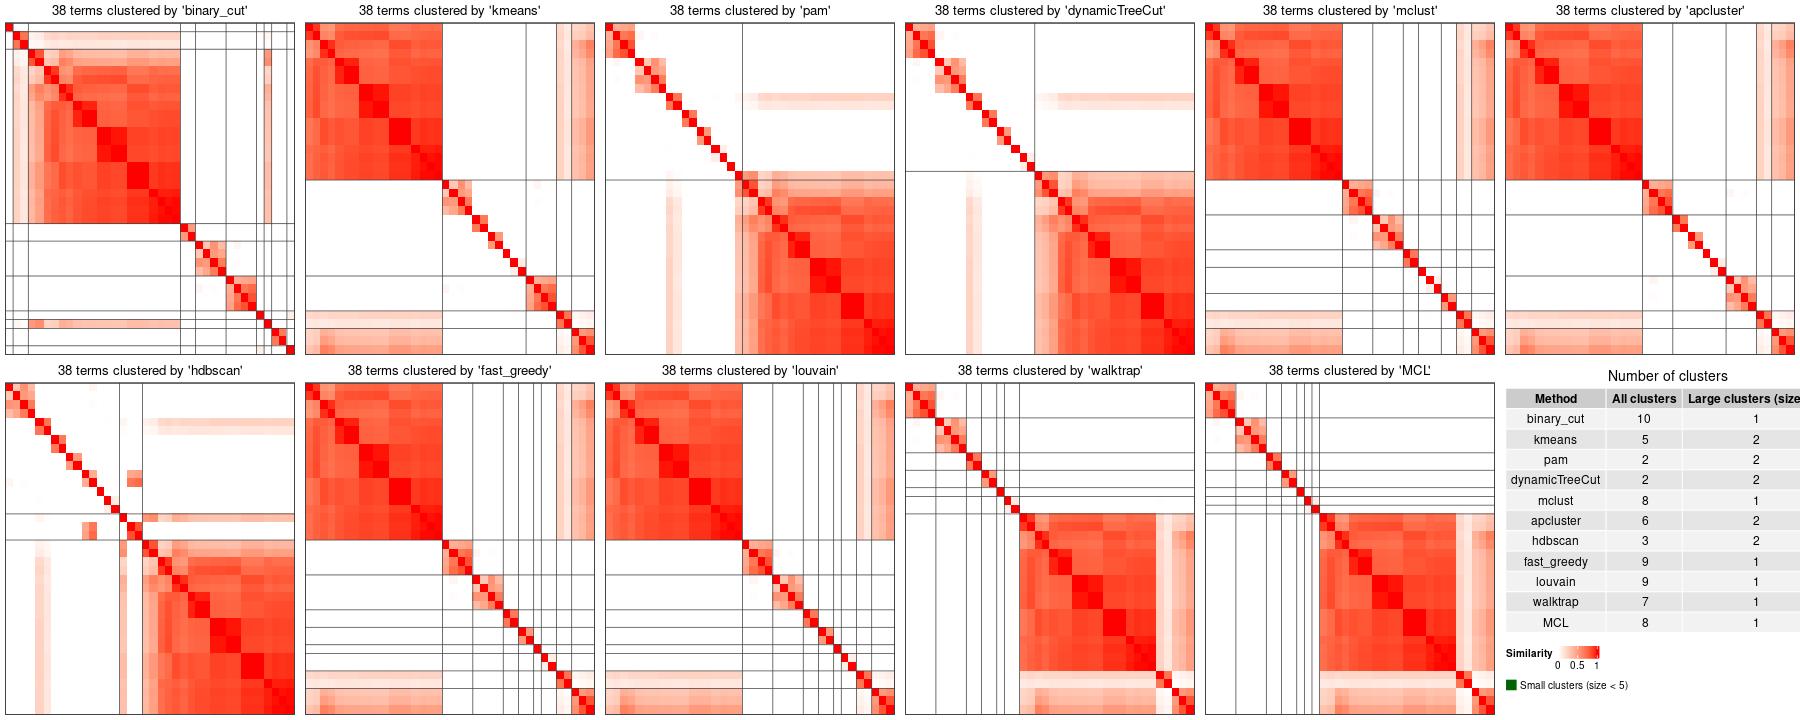 38 terms clustered by 'binary_cut'
38 terms clustered by 'kmeans'
38 terms clustered by 'pam'
38 terms clustered by 'dynamicTreeCut'
38 terms clustered by 'mclust'
38 terms clustered by 'apcluster'
38 terms clustered by 'hdbscan'
38 terms clustered by 'fast_greedy'
38 terms clustered by 'louvain'
38 terms clustered by 'walktrap'
38 terms clustered by 'MCL'
Number of clusters
Method All clusters Large clusters (size
binary_cut 10 1
kmeans 5 2
pam 2 2
dynamicTreeCut 2 2
mclust 8 1
apcluster 6 2
hdbscan 3 2
fast_greedy 9 1
louvain 9 1
walktrap 7 1
MCL 8 1
Similarity
0 0.5 1
Small clusters (size < 5)